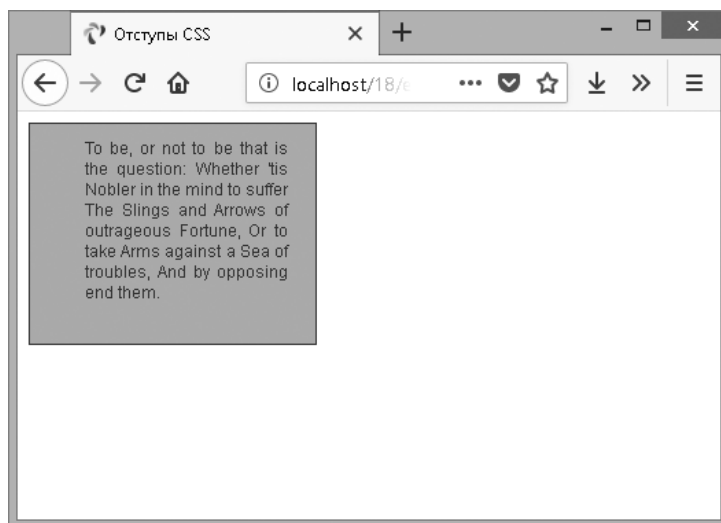 Отступы CSS
localhost/18/e
To be, or not to be that is
the question: Whether 'tis
Nobler in the mind to suffer
The Slings and Arrows of
outrageous Fortune, Or to
take Arms against a Sea of
troubles, And by opposing
end them.